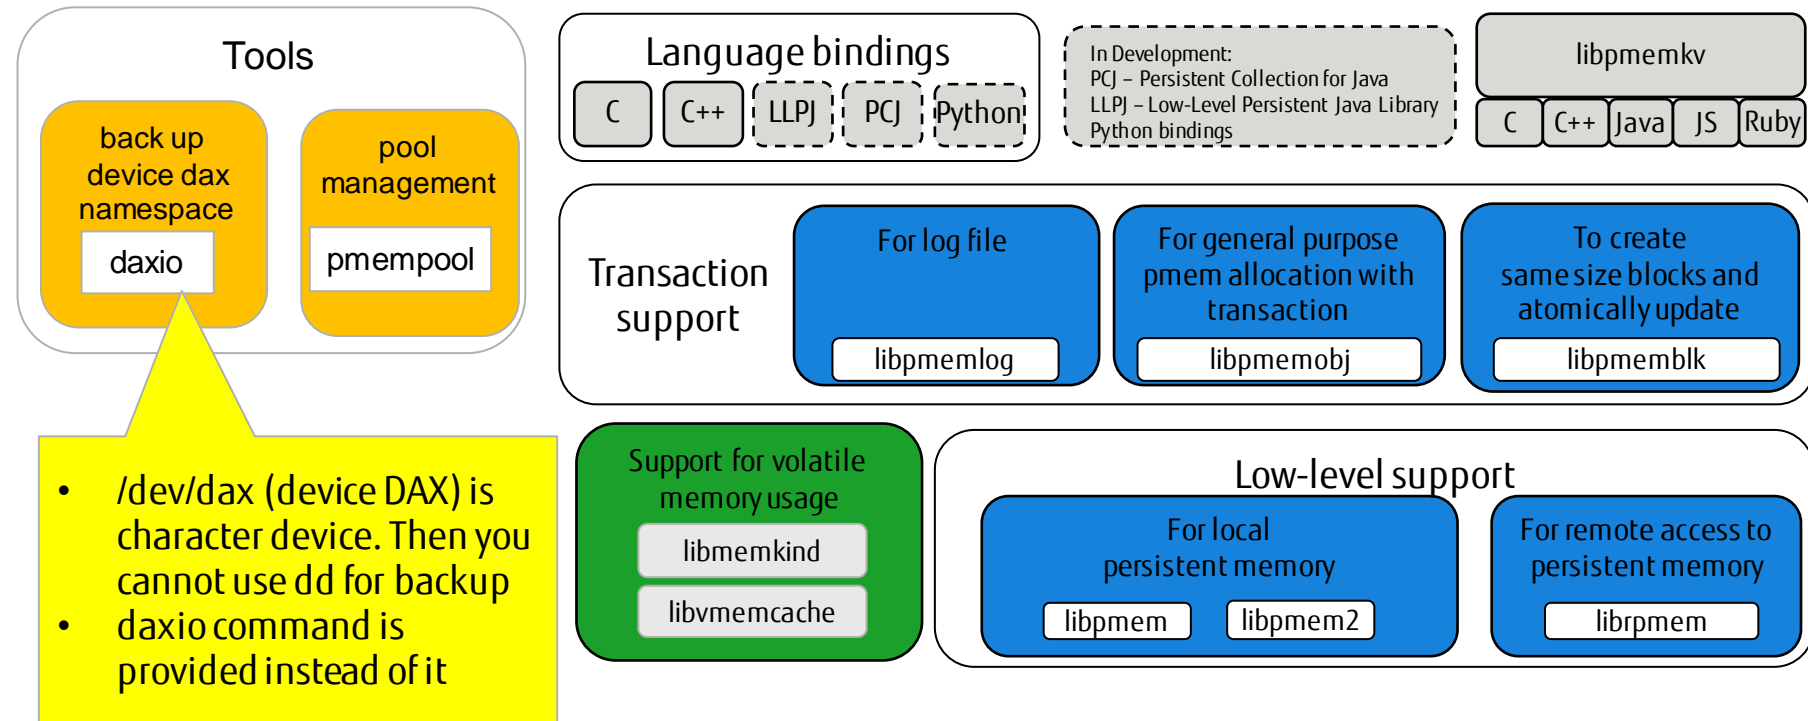 Tools
back up
device dax
namespace
daxio
pool
management
pmempool
• /dev/dax (device DAX) is
character device. Then you
cannot use dd for backup
• daxio command is
provided instead of it
Language bindings
C
C++
LLPJ
PCJ
Python
In Development:
PCJ – Persistent Collection for Java
LLPJ – Low-Level Persistent Java Library
Python bindings
libpmemkv
C
C++
Java
JS
Ruby
Transaction
support
For log file
libpmemlog
For general purpose
pmem allocation with
transaction
libpmemobj
To create
same size blocks and
atomically update
libpmemblk
Support for volatile
memory usage
libmemkind
libvmemcache
Low-level support
For local
persistent memory
libpmem
libpmem2
For remote access to
persistent memory
librpmem